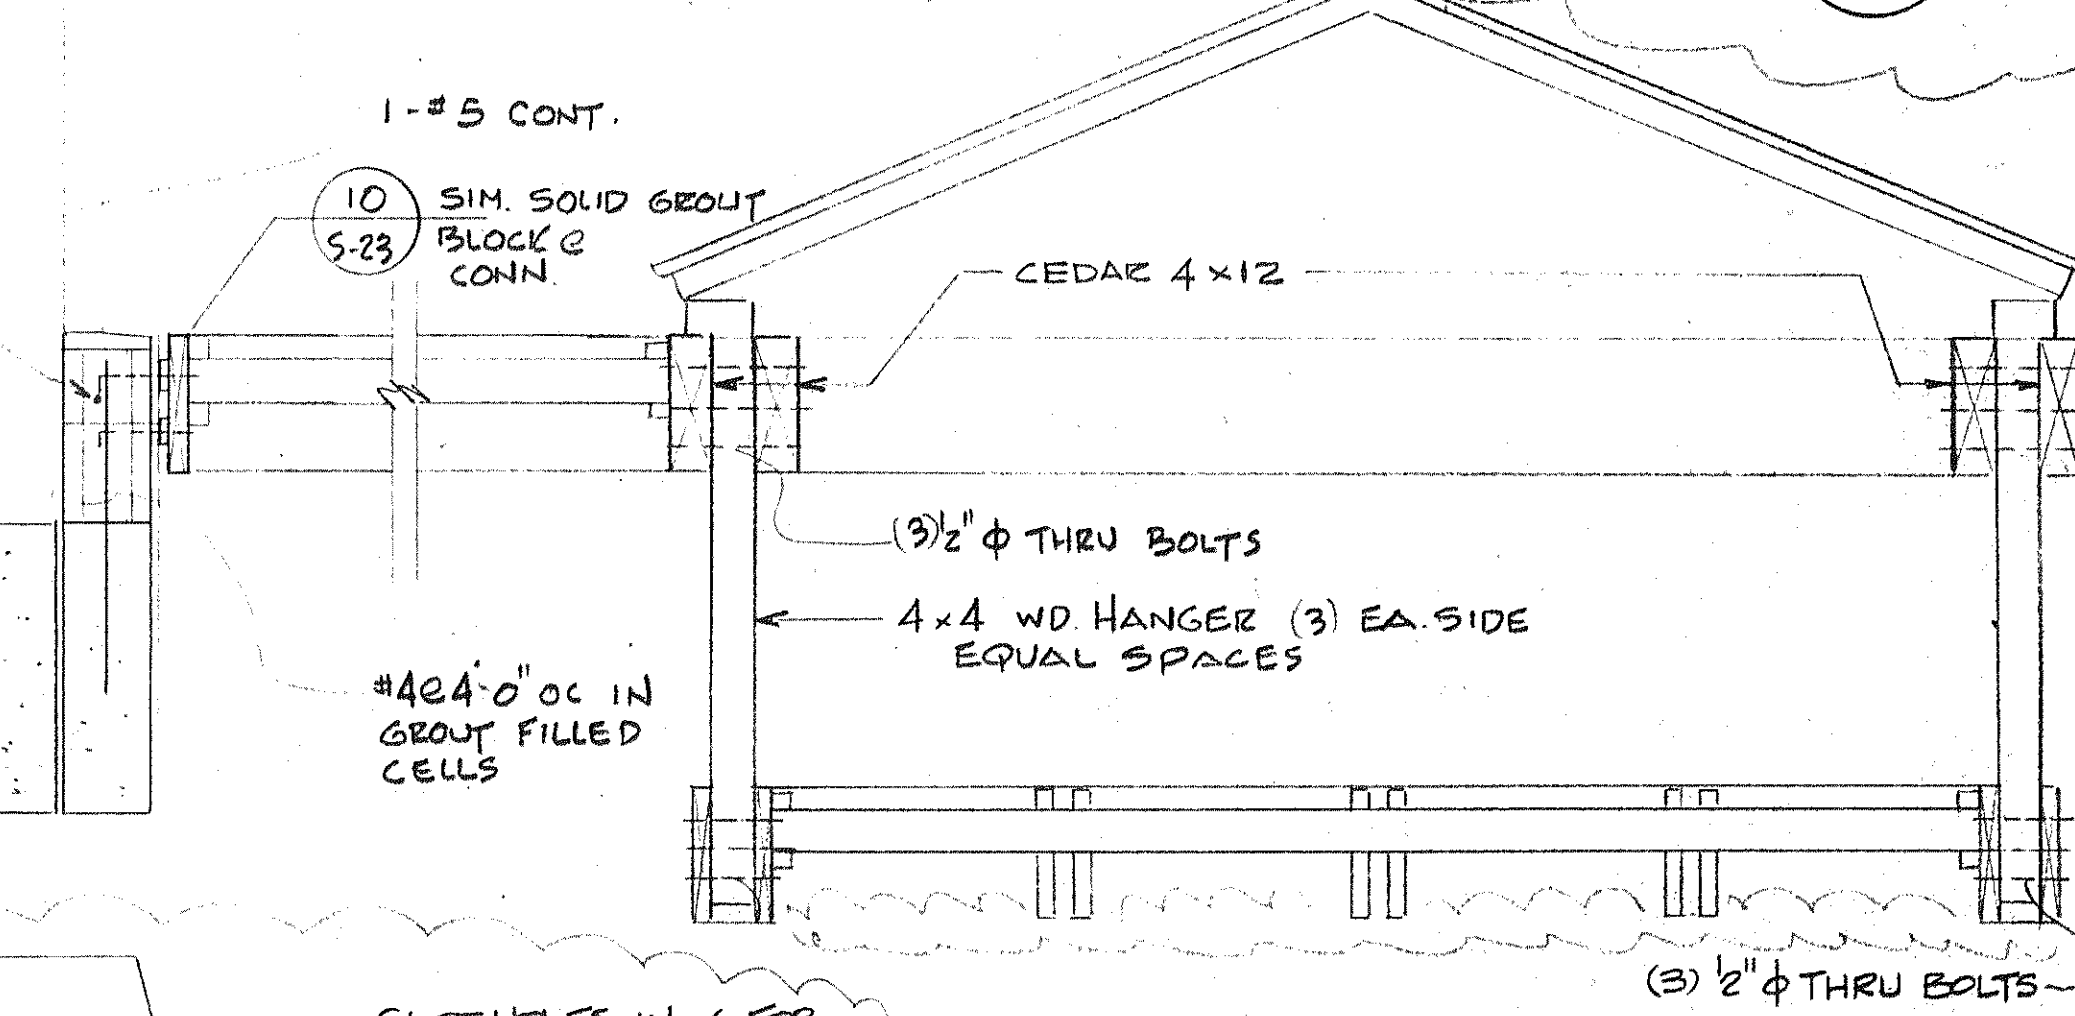 1-#5 CONT.
10
S-23
SIM. SOLID GROUT
BLOCK @
CONN.
CEDAR 4x12
(3) 1/2" ϕ THRU BOLTS
4x4 WD. HANGER (3) EA. SIDE
EQUAL SPACES
#4@4'-0" OC IN
GROUT FILLED
CELLS
(3) 1/2" ϕ THRU BOLTS